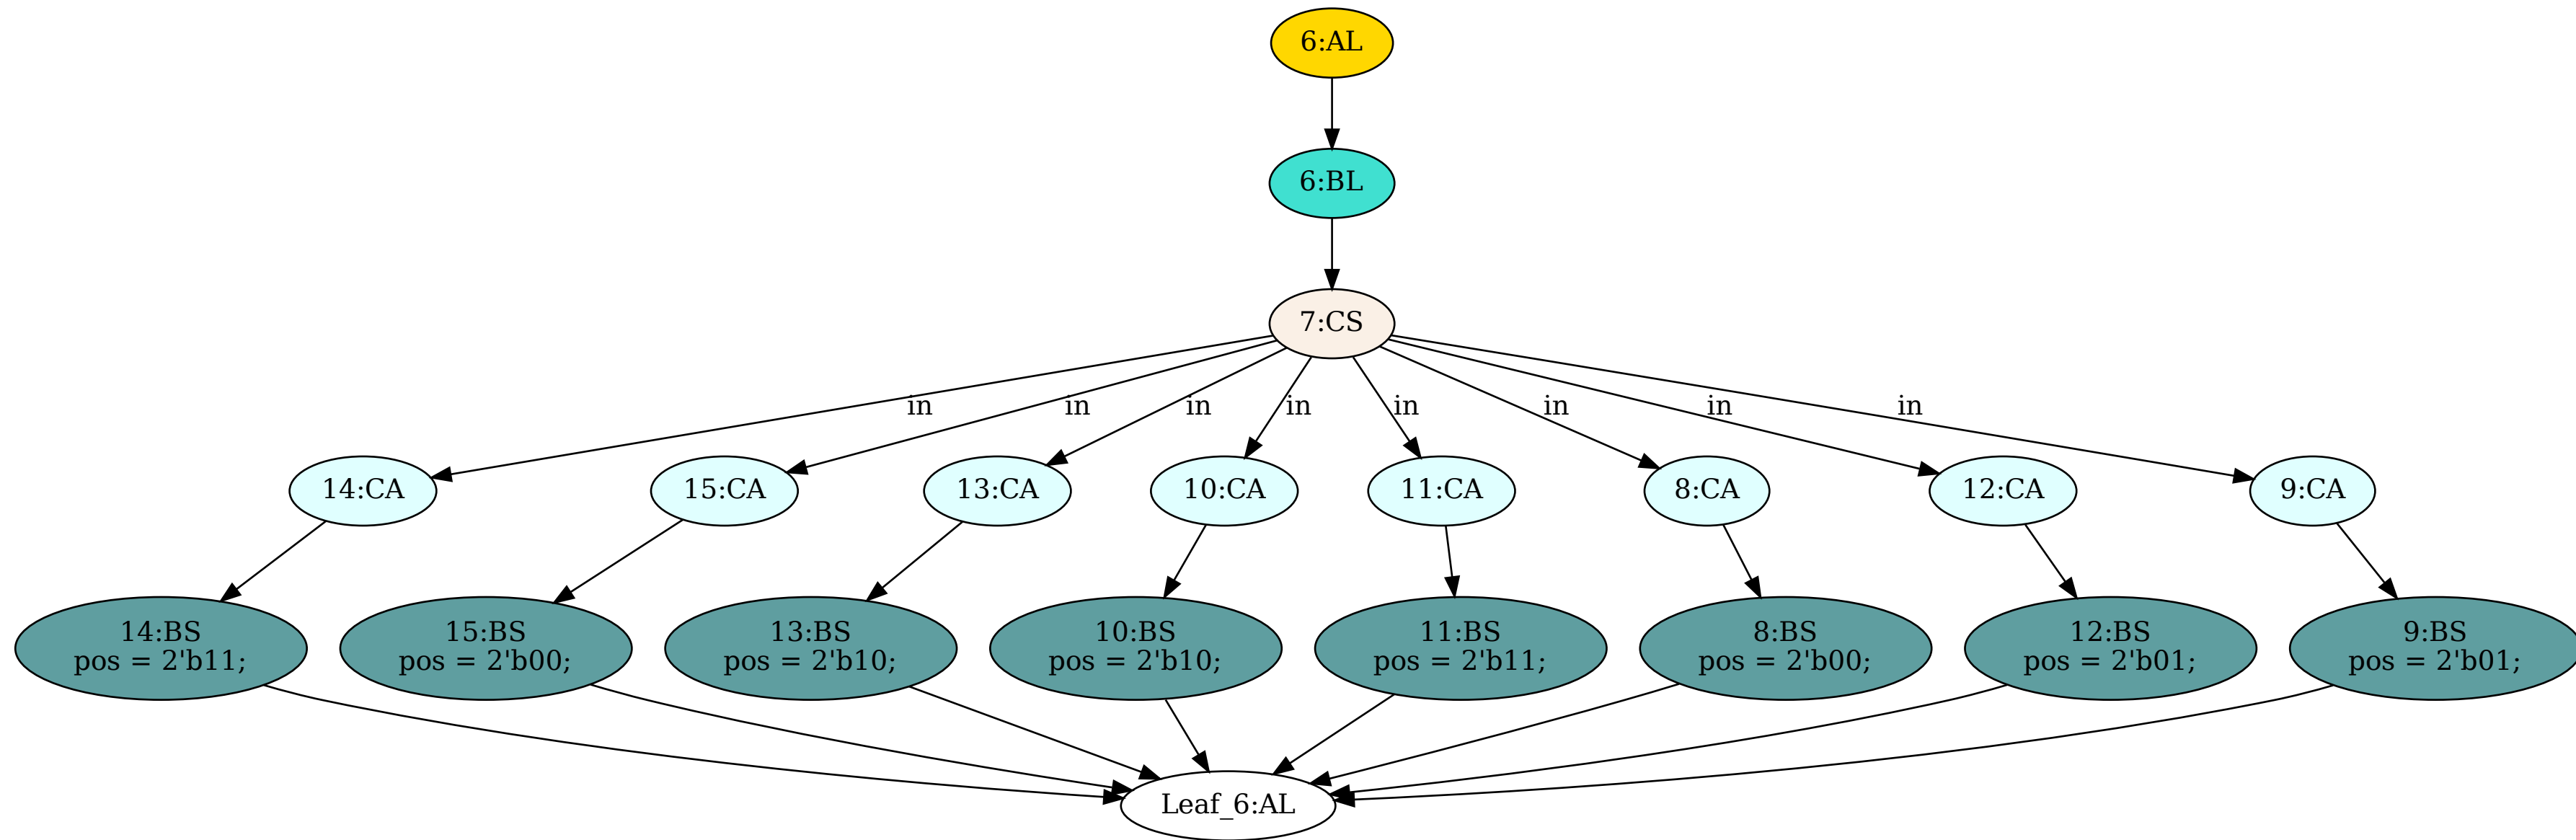 6:AL
6:BL
7:CS
in in in in in in in in
14:CA 15:CA 13:CA 10:CA 11:CA 8:CA 12:CA 9:CA
14:BS 15:BS 13:BS 10:BS 11:BS 8:BS 12:BS 9:BS
pos = 2'b11; pos = 2'b00; pos = 2'b10; pos = 2'b10; pos = 2'b11; pos = 2'b00; pos = 2'b01; pos = 2'b01;
Leaf_6:AL